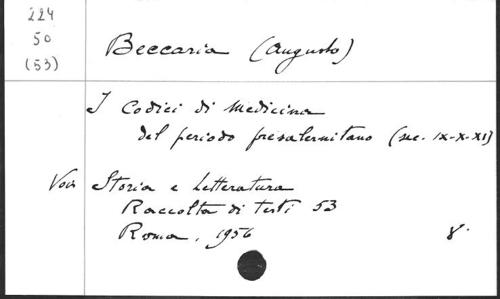 224
50
(53)
Beccaria (Augusto)
I Codici di Medicina
del periodo presalernitano (sec. IX-X-XI)
Voir Storia e Letteratura
Raccolta di testi 53
Roma, 1956 8°